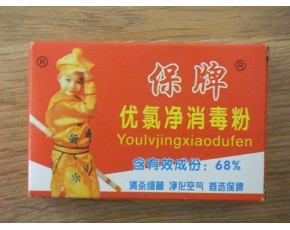 ® 保牌 ®
优氯净消毒粉
Youlvjingxiaodufen
含有效成份：68%
消杀细菌 净化空气 首选保牌